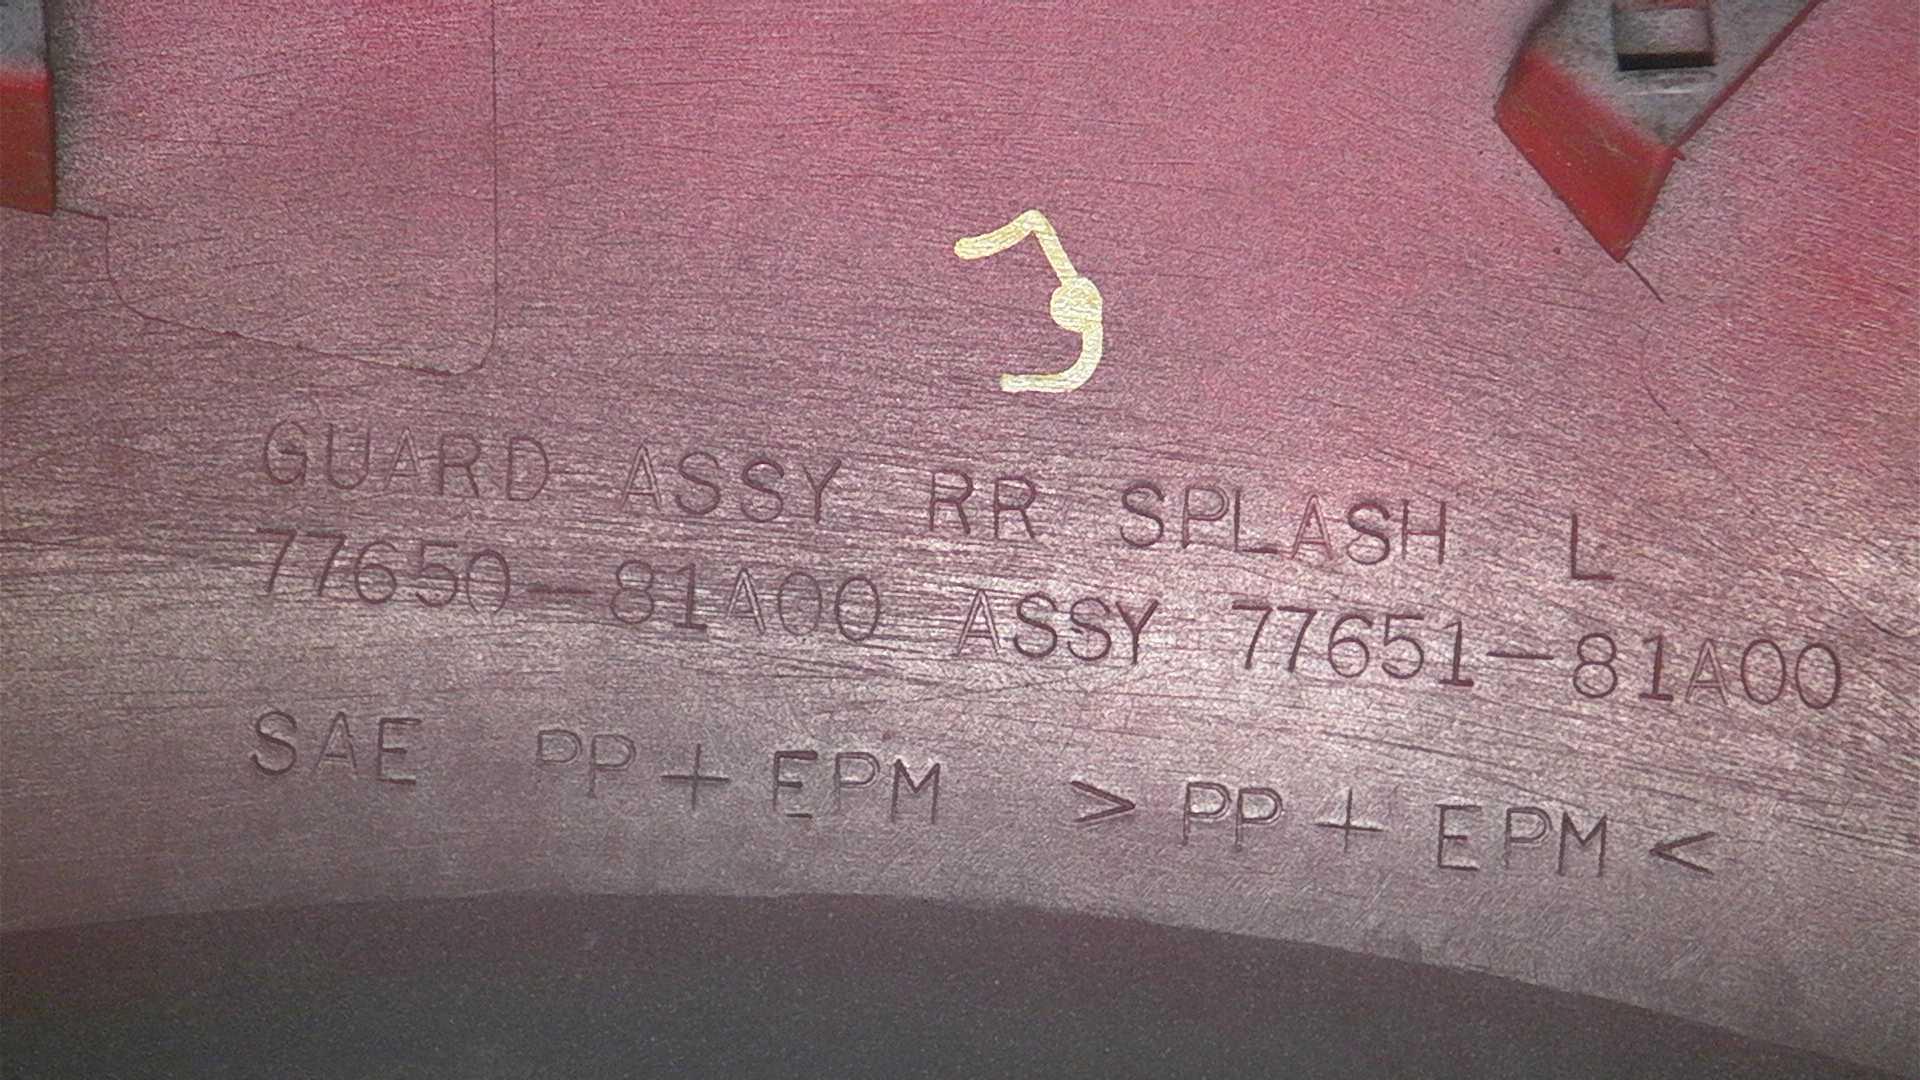 GUARD ASSY RR SPLASH L
77650-81A00 ASSY 77651-81A00
SAE PP+EPM >PP+EPM<